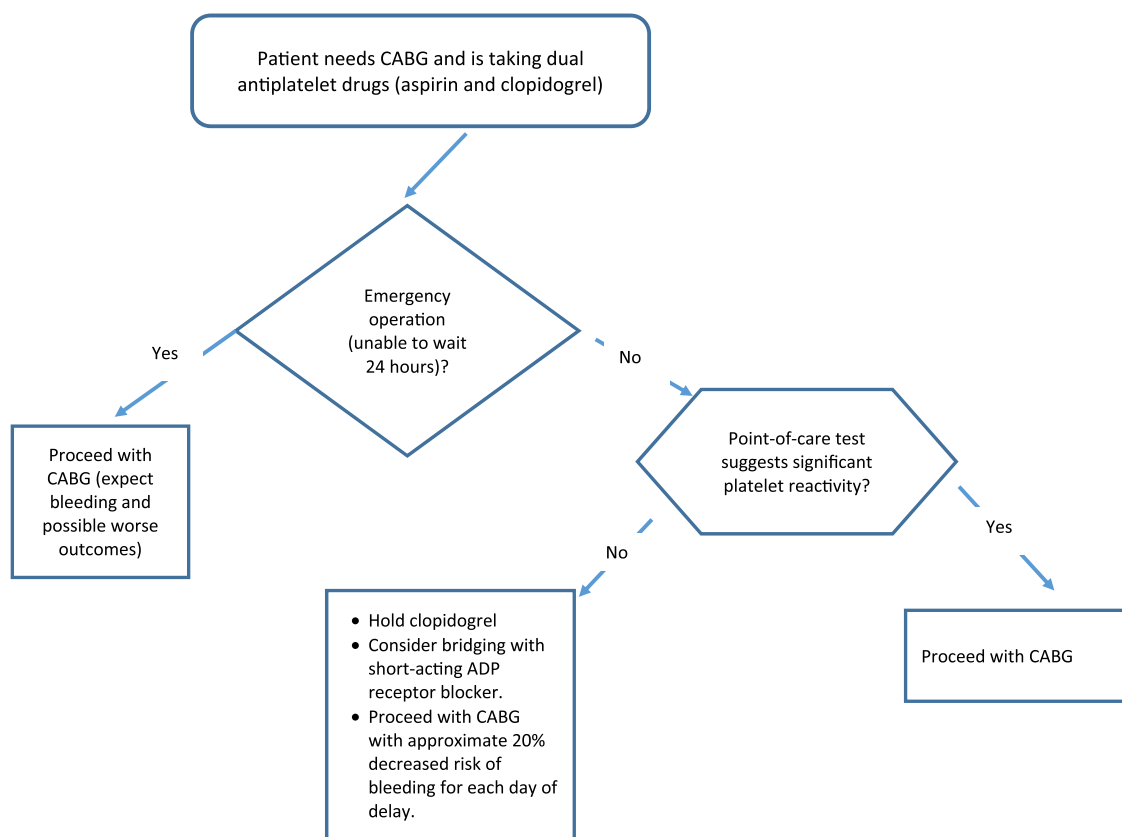 Patient needs CABG and is taking dual
antiplatelet drugs (aspirin and clopidogrel)
Emergency
operation
(unable to wait
24 hours)?
Yes
No
Proceed with
CABG (expect
bleeding and
possible worse
outcomes)
Point-of-care test
suggests significant
platelet reactivity?
No
Yes
• Hold clopidogrel
• Consider bridging with
short-acting ADP
receptor blocker.
• Proceed with CABG
with approximate 20%
decreased risk of
bleeding for each day of
delay.
Proceed with CABG